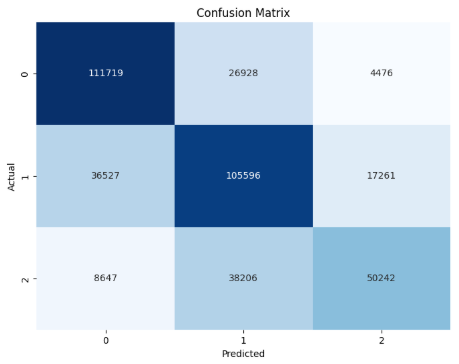 Confusion Matrix
0
111719 26928 4476
Actual
1
36527 105596 17261
2
8647 38206 50242
0 1 2
Predicted